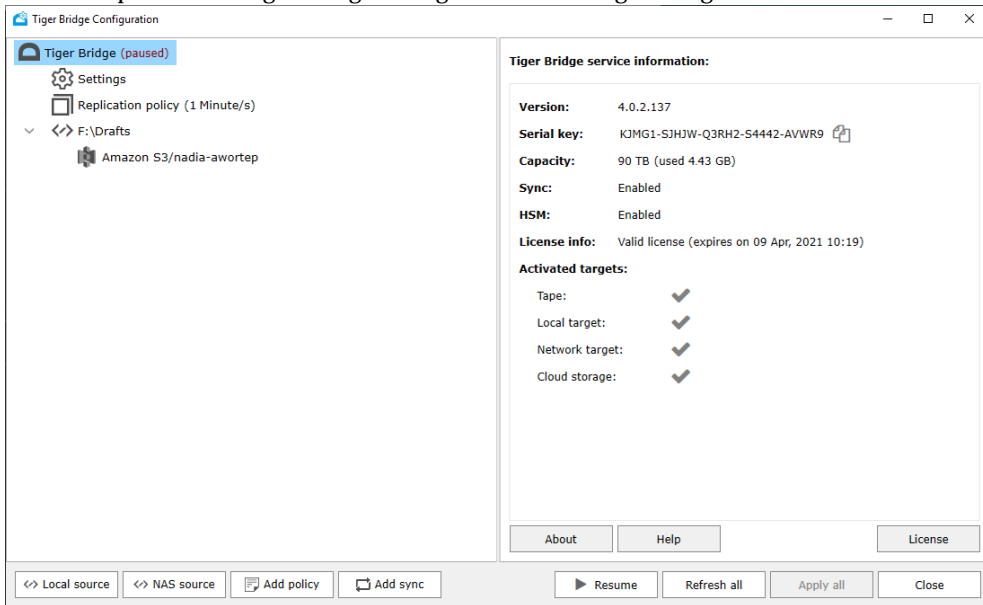 Tiger Bridge Configuration
Tiger Bridge (paused)
Settings
Replication policy (1 Minute/s)
F:\Drafts
Amazon S3/nadia-awortep
Tiger Bridge service information:
Version: 4.0.2.137
Serial key: KJMG1-SJHJW-Q3RH2-S4442-AVWR9
Capacity: 90 TB (used 4.43 GB)
Sync: Enabled
HSM: Enabled
License info: Valid license (expires on 09 Apr, 2021 10:19)
Activated targets:
Tape:
Local target:
Network target:
Cloud storage:
About Help License
Local source NAS source Add policy Add sync Resume Refresh all Apply all Close